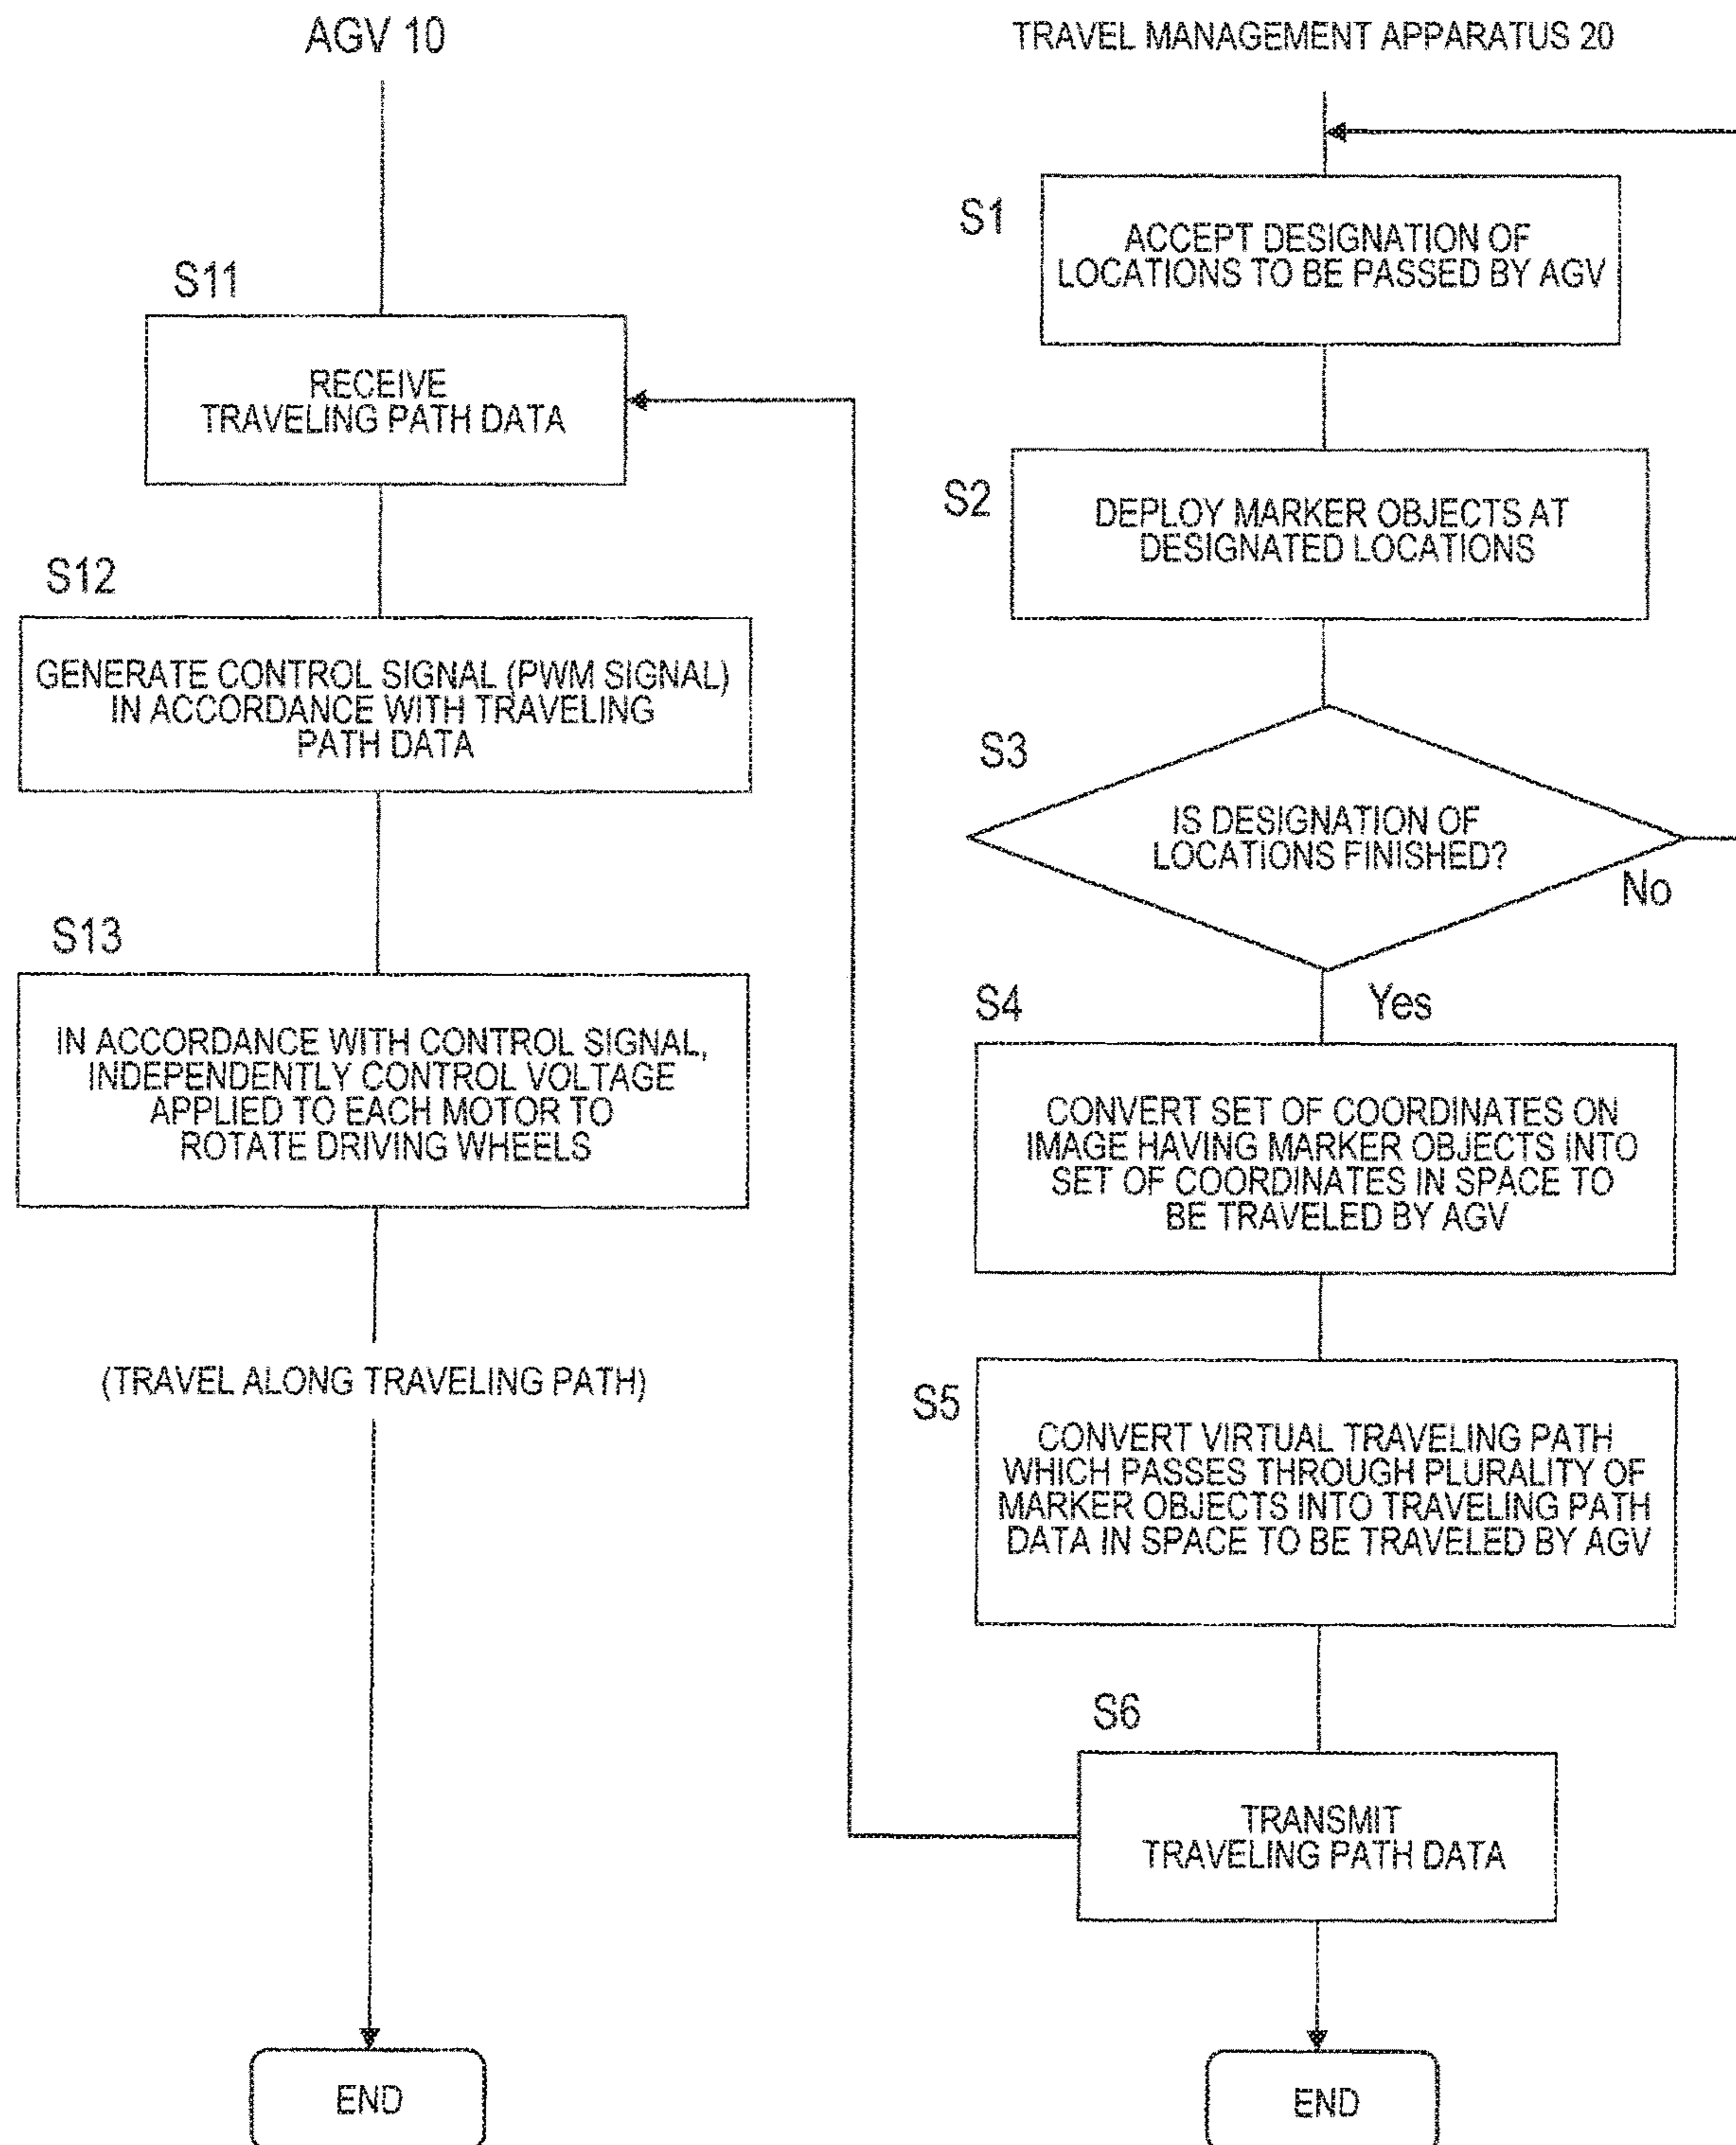 AGV 10
S11
RECEIVE
TRAVELING PATH DATA
S12
GENERATE CONTROL SIGNAL (PWM SIGNAL)
IN ACCORDANCE WITH TRAVELING
PATH DATA
S13
IN ACCORDANCE WITH CONTROL SIGNAL,
INDEPENDENTLY CONTROL VOLTAGE
APPLIED TO EACH MOTOR TO
ROTATE DRIVING WHEELS
(TRAVEL ALONG TRAVELING PATH)
END
TRAVEL MANAGEMENT APPARATUS 20
S1
ACCEPT DESIGNATION OF
LOCATIONS TO BE PASSED BY AGV
S2
DEPLOY MARKER OBJECTS AT
DESIGNATED LOCATIONS
S3
IS DESIGNATION OF
LOCATIONS FINISHED?
No
Yes
S4
CONVERT SET OF COORDINATES ON
IMAGE HAVING MARKER OBJECTS INTO
SET OF COORDINATES IN SPACE TO
BE TRAVELED BY AGV
S5
CONVERT VIRTUAL TRAVELING PATH
WHICH PASSES THROUGH PLURALITY OF
MARKER OBJECTS INTO TRAVELING PATH
DATA IN SPACE TO BE TRAVELED BY AGV
S6
TRANSMIT
TRAVELING PATH DATA
END